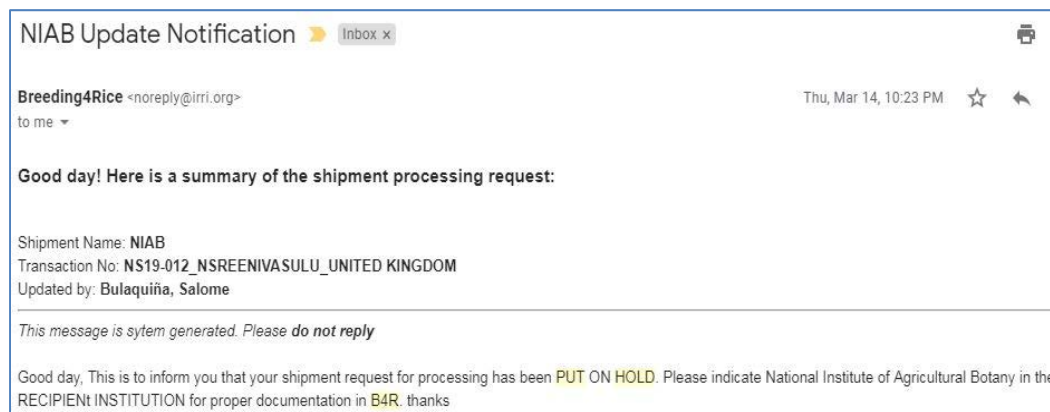 NIAB Update Notification Inbox x
Breeding4Rice <noreply@irri.org> Thu, Mar 14, 10:23 PM
to me
Good day! Here is a summary of the shipment processing request:
Shipment Name: NIAB
Transaction No: NS19-012_NSREENIVASULU_UNITED KINGDOM
Updated by: Bulaquiña, Salome
This message is sytem generated. Please do not reply
Good day, This is to inform you that your shipment request for processing has been PUT ON HOLD. Please indicate National Institute of Agricultural Botany in the
RECIPIENt INSTITUTION for proper documentation in B4R. thanks